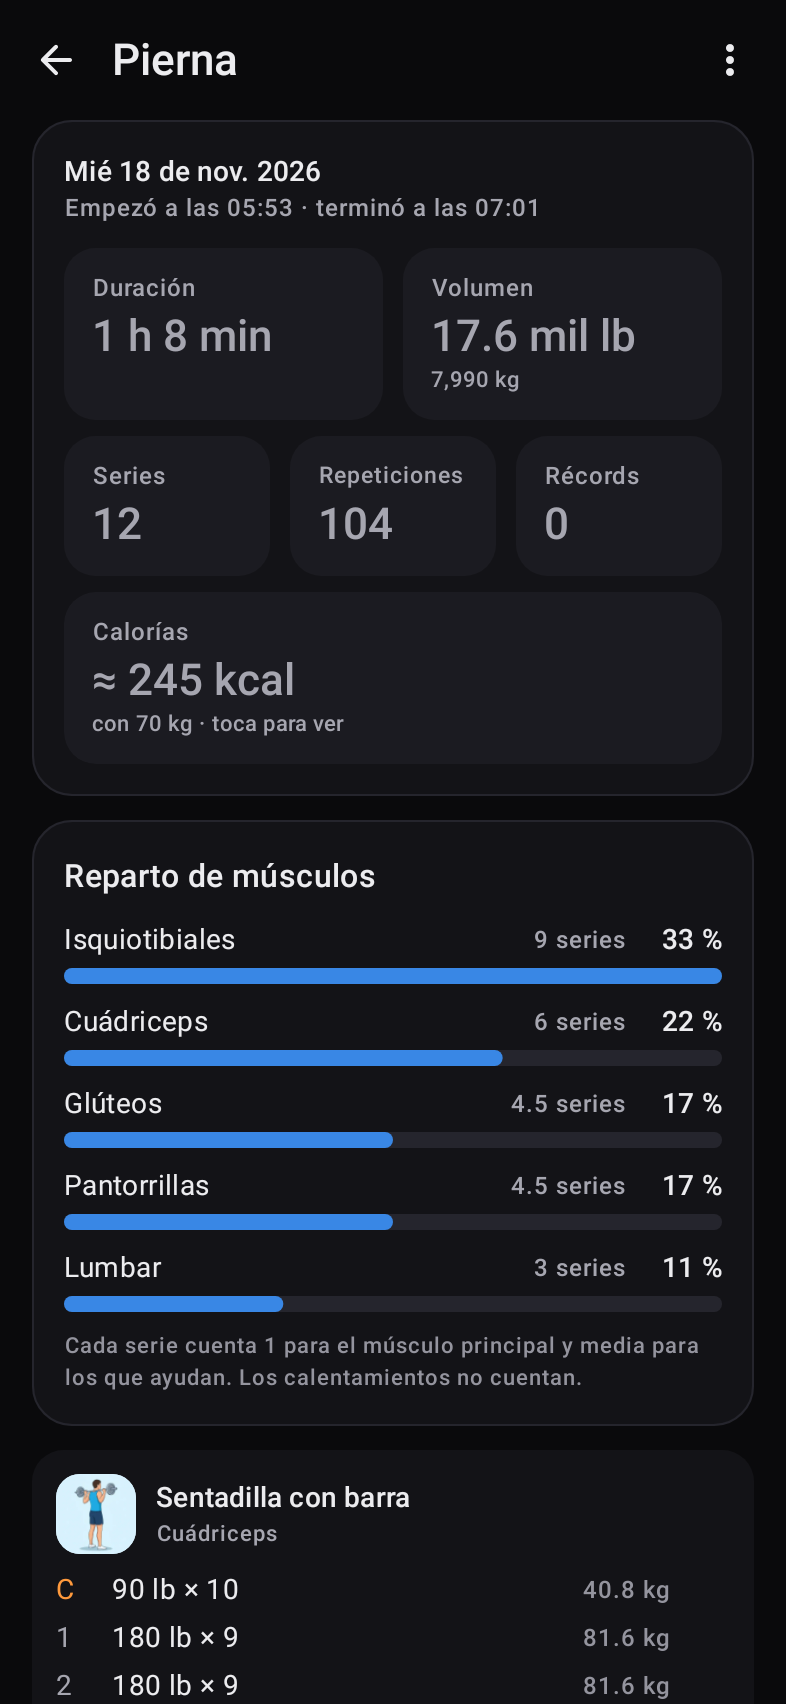 Pierna
Mié 18 de nov. 2026
Empezó a las 05:53 · terminó a las 07:01
Duración
1 h 8 min
Volumen
17.6 mil lb
7,990 kg
Series
12
Repeticiones
104
Récords
0
Calorías
≈ 245 kcal
con 70 kg · toca para ver
Reparto de músculos
Isquiotibiales 9 series 33 %
Cuádriceps 6 series 22 %
Glúteos 4.5 series 17 %
Pantorrillas 4.5 series 17 %
Lumbar 3 series 11 %
Cada serie cuenta 1 para el músculo principal y media para
los que ayudan. Los calentamientos no cuentan.
Sentadilla con barra
Cuádriceps
C 90 lb × 10 40.8 kg
1 180 lb × 9 81.6 kg
2 180 lb × 9 81.6 kg